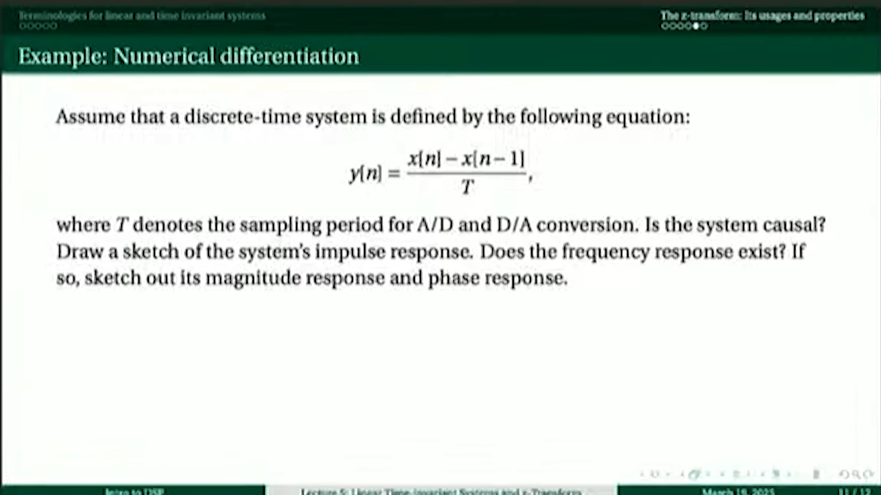 Terminologies for linear and time invariant systems
The z-transform: Its usages and properties
Example: Numerical differentiation
Assume that a discrete-time system is defined by the following equation:
y[n] = x[n] − x[n − 1] / T,
where T denotes the sampling period for A/D and D/A conversion. Is the system causal?
Draw a sketch of the system's impulse response. Does the frequency response exist? If
so, sketch out its magnitude response and phase response.
Intro to DSP
Lecture 5: Linear Time-Invariant Systems and z-Transform
March 19, 2025
11 / 12